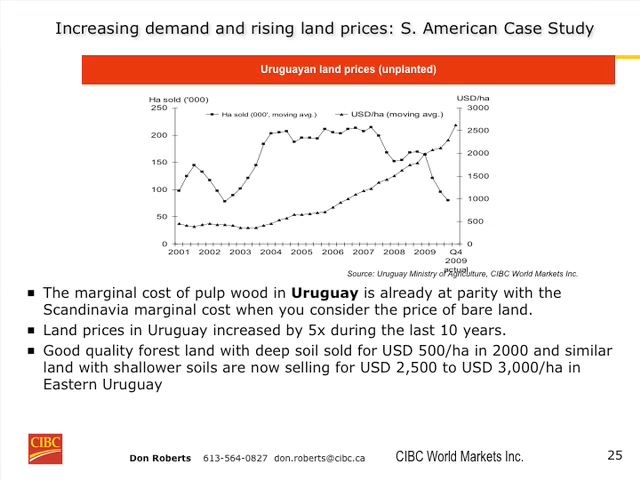 Increasing demand and rising land prices: S. American Case Study
Uruguayan land prices (unplanted)
Ha sold ('000)
USD/ha
Ha sold (000', moving avg.)
USD/ha (moving avg.)
250
200
150
100
50
0
3000
2500
2000
1500
1000
500
0
2001 2002 2003 2004 2005 2006 2007 2008 2009 Q4
2009
actual
Source: Uruguay Ministry of Agriculture, CIBC World Markets Inc.
The marginal cost of pulp wood in Uruguay is already at parity with the
Scandinavia marginal cost when you consider the price of bare land.
Land prices in Uruguay increased by 5x during the last 10 years.
Good quality forest land with deep soil sold for USD 500/ha in 2000 and similar
land with shallower soils are now selling for USD 2,500 to USD 3,000/ha in
Eastern Uruguay
CIBC
Don Roberts 613-564-0827 don.roberts@cibc.ca
CIBC World Markets Inc.
25